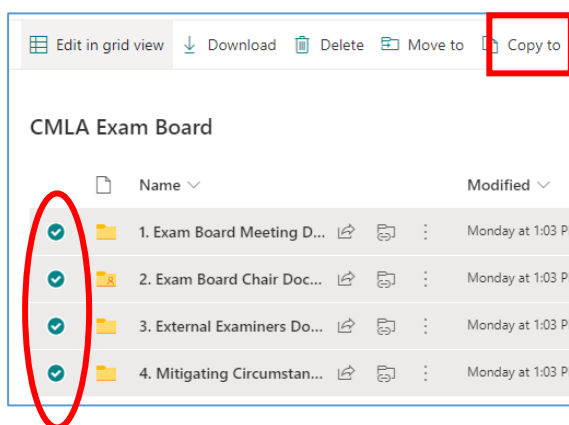 Edit in grid view Download Delete Move to Copy to
CMLA Exam Board
Name Modified
1. Exam Board Meeting D... Monday at 1:03 P
2. Exam Board Chair Doc... Monday at 1:03 P
3. External Examiners Do... Monday at 1:03 P
4. Mitigating Circumstan... Monday at 1:03 P